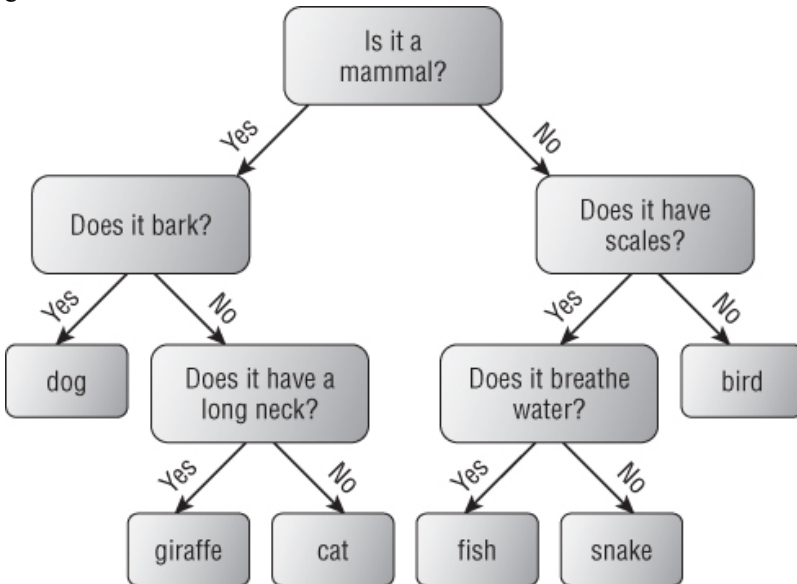 g
Is it a
mammal?
Yes
No
Does it bark?
Does it have
scales?
Yes
No
Yes
No
dog
Does it have a
long neck?
Does it breathe
water?
bird
Yes
No
Yes
No
giraffe
cat
fish
snake